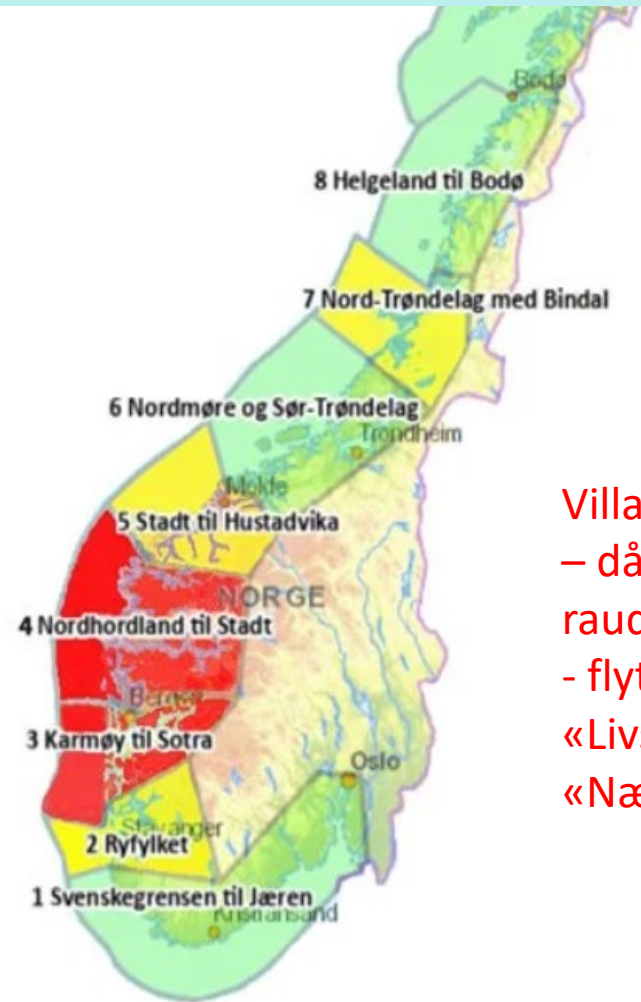 Bodø
8 Helgeland til Bodø
7 Nord-Trøndelag med Bindal
6 Nordmøre og Sør-Trøndelag
Trondheim
Molde
5 Stadt til Hustadvika
NORGE
4 Nordhordland til Stadt
Bergen
3 Karmøy til Sotra
Oslo
Stavanger
2 Ryfylket
1 Svenskegrensen til Jæren
Kristiansand
Villa
– då
raud
- flyt
«Liv
«Næ